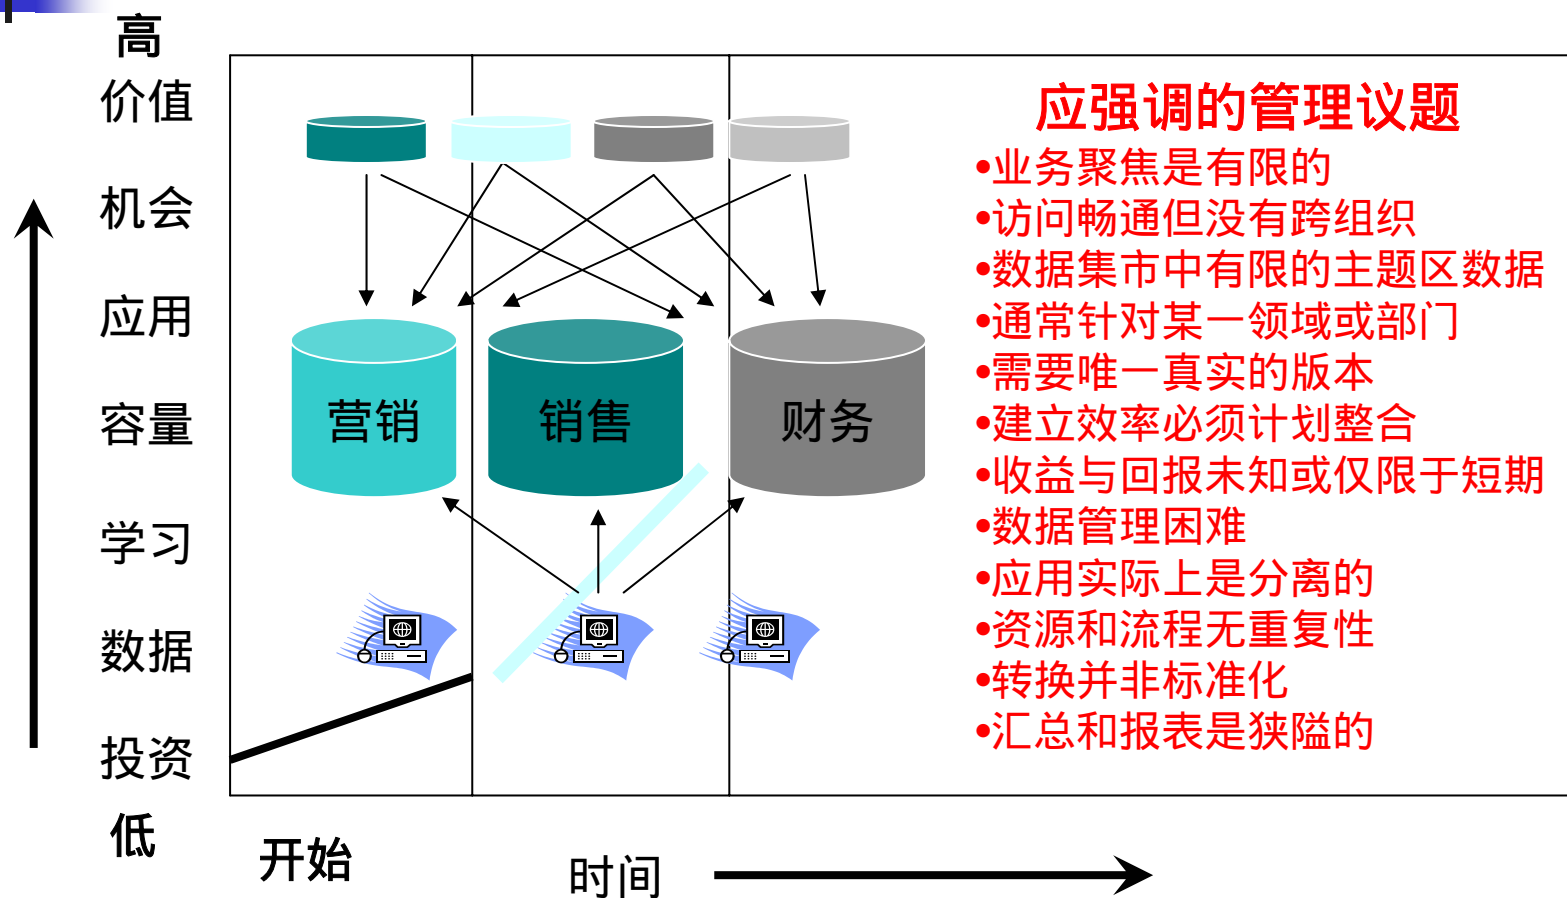 高
价值
机会
应用
容量
学习
数据
投资
低
开始
时间
营销
销售
财务
应强调的管理议题
•业务聚焦是有限的
•访问畅通但没有跨组织
•数据集市中有限的主题区数据
•通常针对某一领域或部门
•需要唯一真实的版本
•建立效率必须计划整合
•收益与回报未知或仅限于短期
•数据管理困难
•应用实际上是分离的
•资源和流程无重复性
•转换并非标准化
•汇总和报表是狭隘的